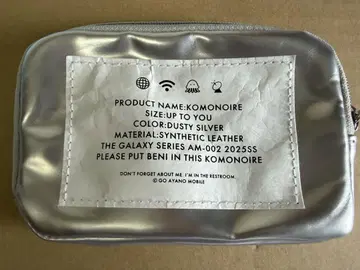 PRODUCT NAME:KOMONOIRE
SIZE:UP TO YOU
COLOR:DUSTY SILVER
MATERIAL:SYNTHETIC LEATHER
THE GALAXY SERIES AM-002 2025SS
PLEASE PUT BENI IN THIS KOMONOIRE
DON'T FORGET ABOUT ME. I'M IN THE RESTROOM.
© GO AYANO MOBILE